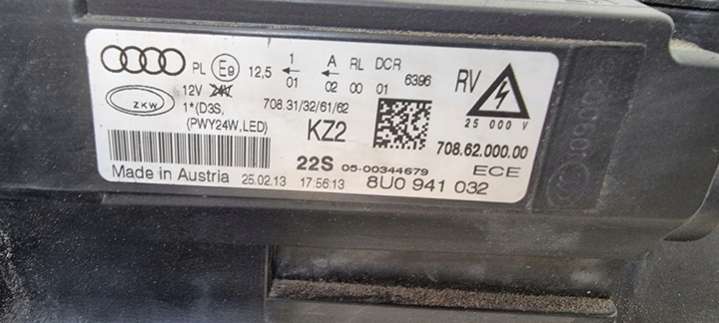 PL E9 12,5 1 01 A 02 RL 00 DCR 01 6396 RV
12V 24V
ZKW 1*(D3S, 708.31/32/61/62
(PWY24W,LED) KZ2 25 000 V
708.62.000.00
22S 05-00344679 ECE
Made in Austria 25.02.13 17:56:13 8U0 941 032